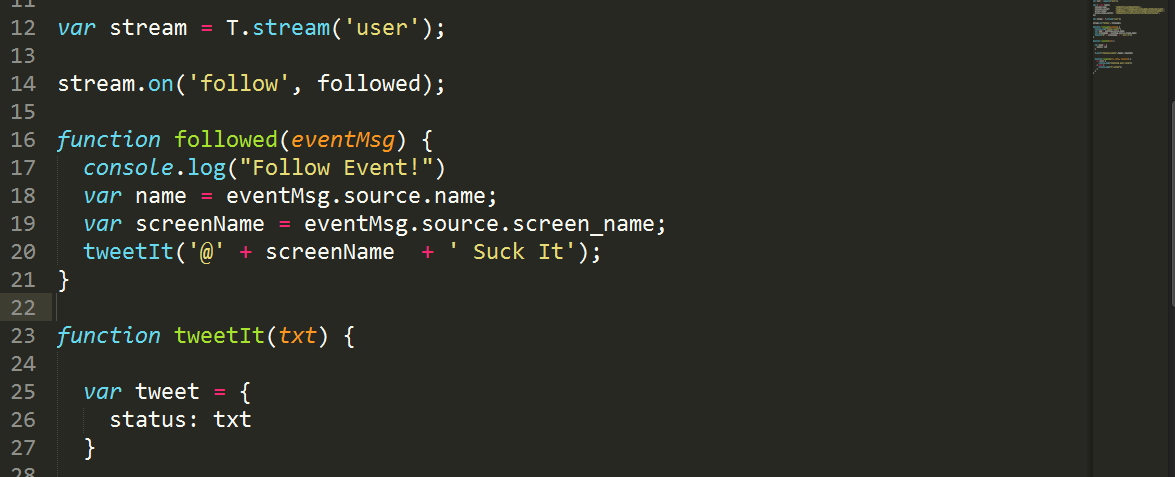 11
12 var stream = T.stream('user');
13
14 stream.on('follow', followed);
15
16 function followed(eventMsg) {
17   console.log("Follow Event!")
18   var name = eventMsg.source.name;
19   var screenName = eventMsg.source.screen_name;
20   tweetIt('@' + screenName  + ' Suck It');
21 }
22
23 function tweetIt(txt) {
24
25   var tweet = {
26     status: txt
27   }
28